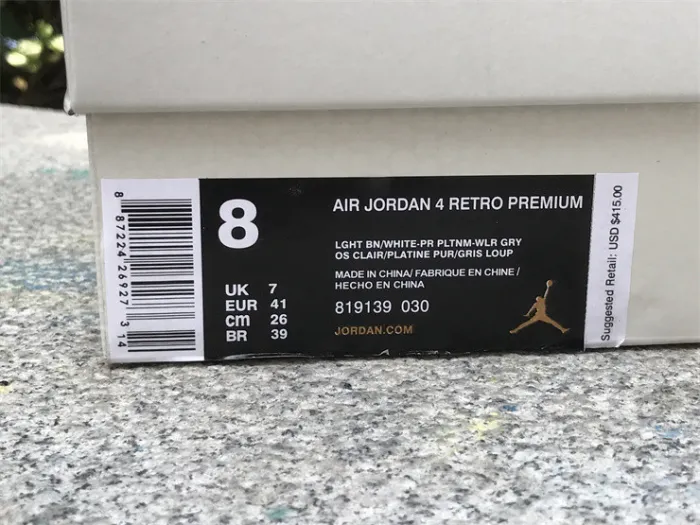 8 87224 26927 3 14
8
UK 7
EUR 41
cm 26
BR 39
AIR JORDAN 4 RETRO PREMIUM
LGHT BN/WHITE-PR PLTNM-WLR GRY
OS CLAIR/PLATINE PUR/GRIS LOUP
MADE IN CHINA/ FABRIQUE EN CHINE /
HECHO EN CHINA
819139 030
JORDAN.COM
Suggested Retail: USD $415.00